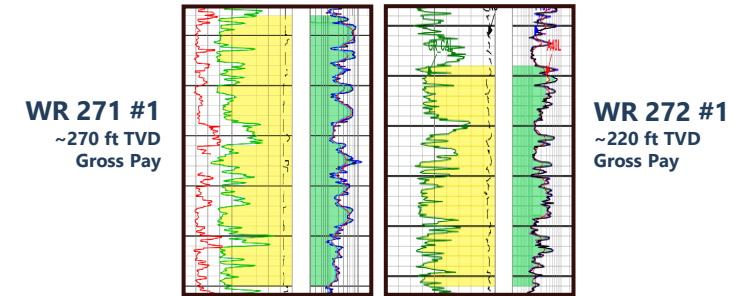 WR 271 #1
~270 ft TVD
Gross Pay
WR 272 #1
~220 ft TVD
Gross Pay